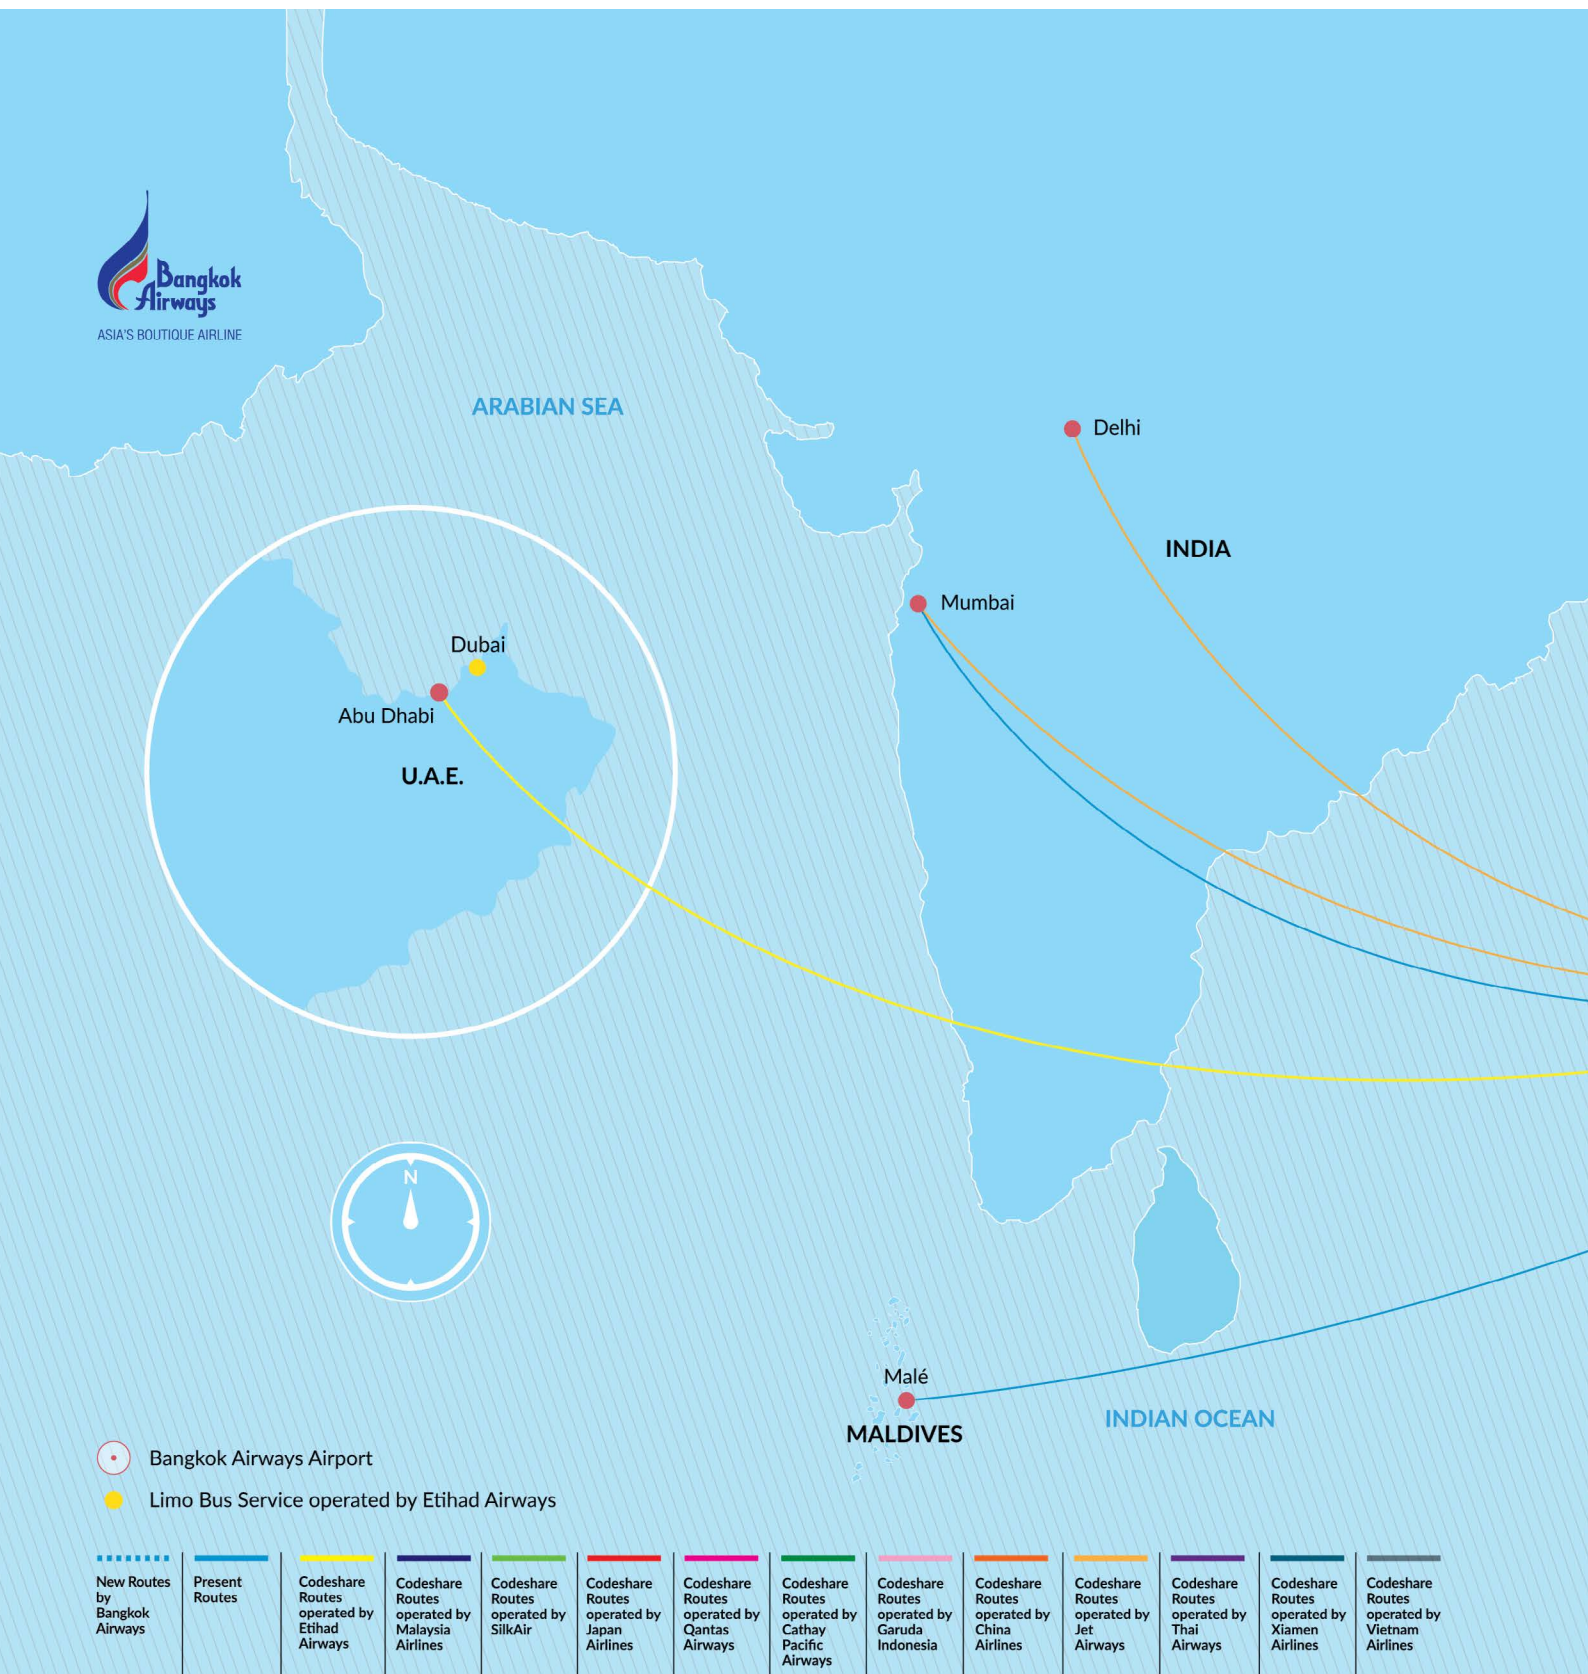 Bangkok
Airways
ASIA'S BOUTIQUE AIRLINE
ARABIAN SEA
Delhi
INDIA
Mumbai
Dubai
Abu Dhabi
U.A.E.
N
Malé
MALDIVES
INDIAN OCEAN
Bangkok Airways Airport
Limo Bus Service operated by Etihad Airways
New Routes
by
Bangkok
Airways
Present
Routes
Codeshare
Routes
operated by
Etihad
Airways
Codeshare
Routes
operated by
Malaysia
Airlines
Codeshare
Routes
operated by
SilkAir
Codeshare
Routes
operated by
Japan
Airlines
Codeshare
Routes
operated by
Qantas
Airways
Codeshare
Routes
operated by
Cathay
Pacific
Airways
Codeshare
Routes
operated by
Garuda
Indonesia
Codeshare
Routes
operated by
China
Airlines
Codeshare
Routes
operated by
Jet
Airways
Codeshare
Routes
operated by
Thai
Airways
Codeshare
Routes
operated by
Xiamen
Airlines
Codeshare
Routes
operated by
Vietnam
Airlines